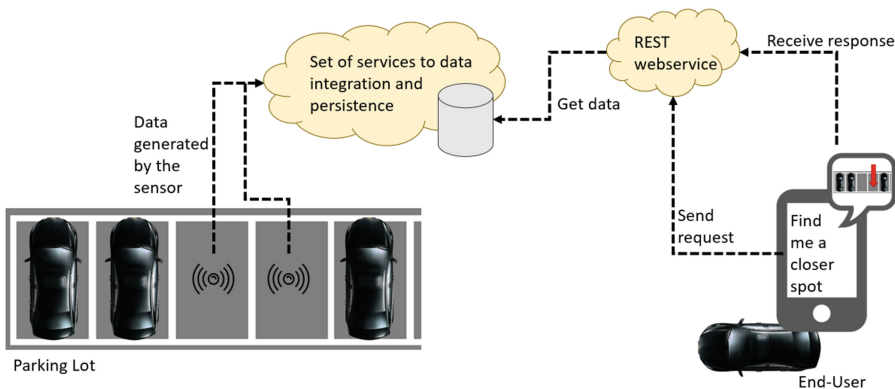 Set of services to data
integration and
persistence
REST
webservice
Receive response
Get data
Data
generated
by the
sensor
Send
request
Find
me a
closer
spot
Parking Lot
End-User